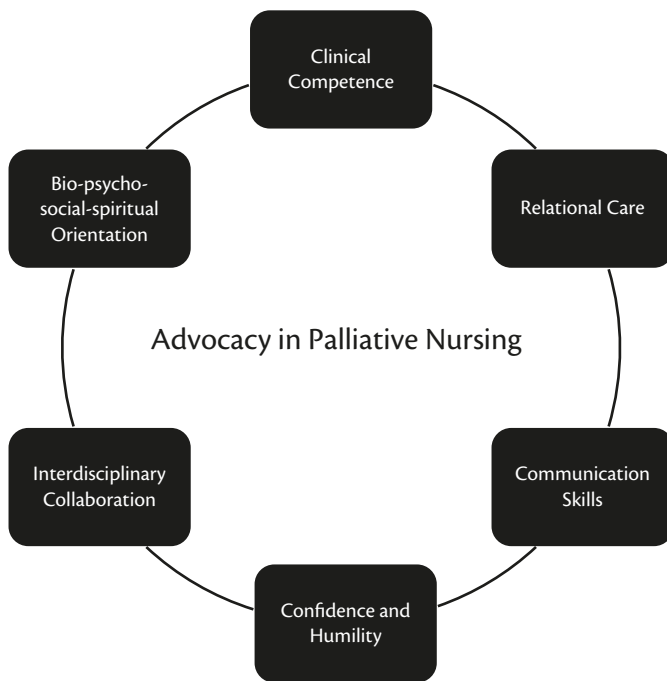 Clinical
Competence
Bio-psycho-
social-spiritual
Orientation
Relational Care
Advocacy in Palliative Nursing
Interdisciplinary
Collaboration
Communication
Skills
Confidence and
Humility